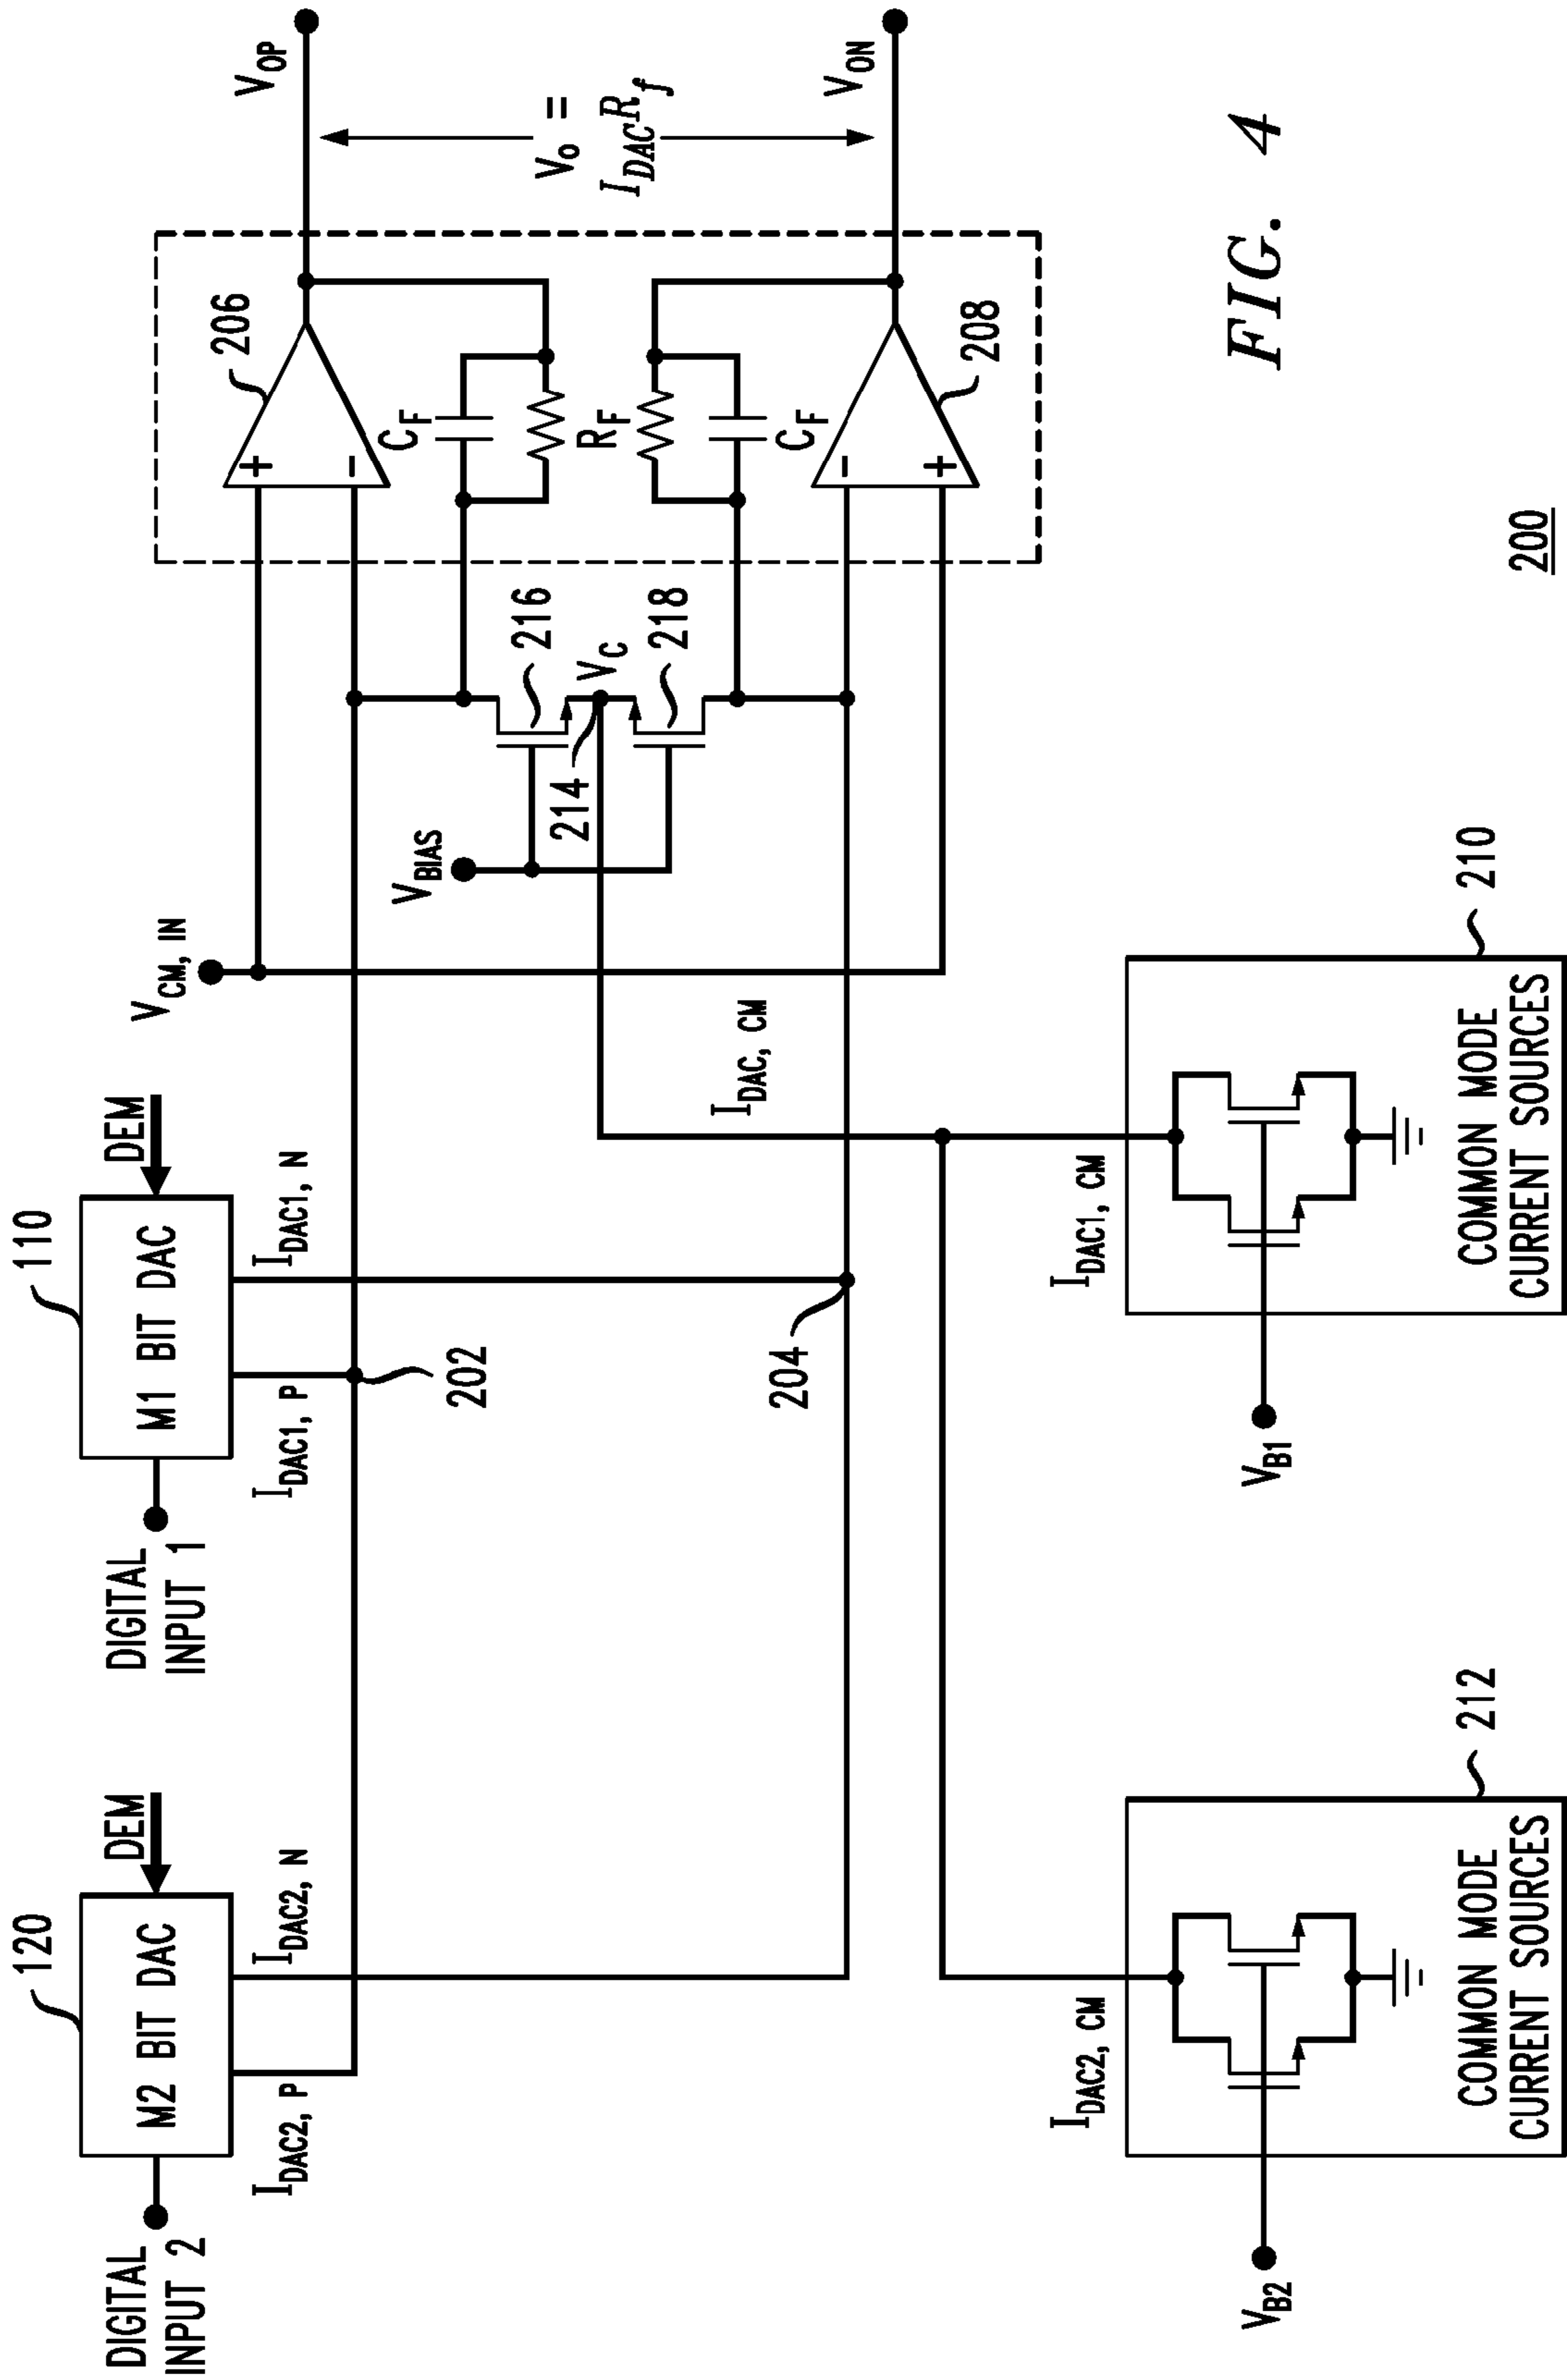 120
110
DIGITAL
INPUT 2
M2 BIT DAC
DEM
DIGITAL
INPUT 1
M1 BIT DAC
DEM
I_DAC2, P
I_DAC2, N
I_DAC1, P
I_DAC1, N
V_CM, IN
202
204
V_BIAS
206
+
-
C_F
216
214
V_C
218
R_F
C_F
-
+
208
V_OP
V_O =
I_DAC R_f
V_ON
I_DAC, CM
I_DAC2, CM
I_DAC1, CM
V_B2
V_B1
COMMON MODE
CURRENT SOURCES
212
COMMON MODE
CURRENT SOURCES
210
200
FIG. 4